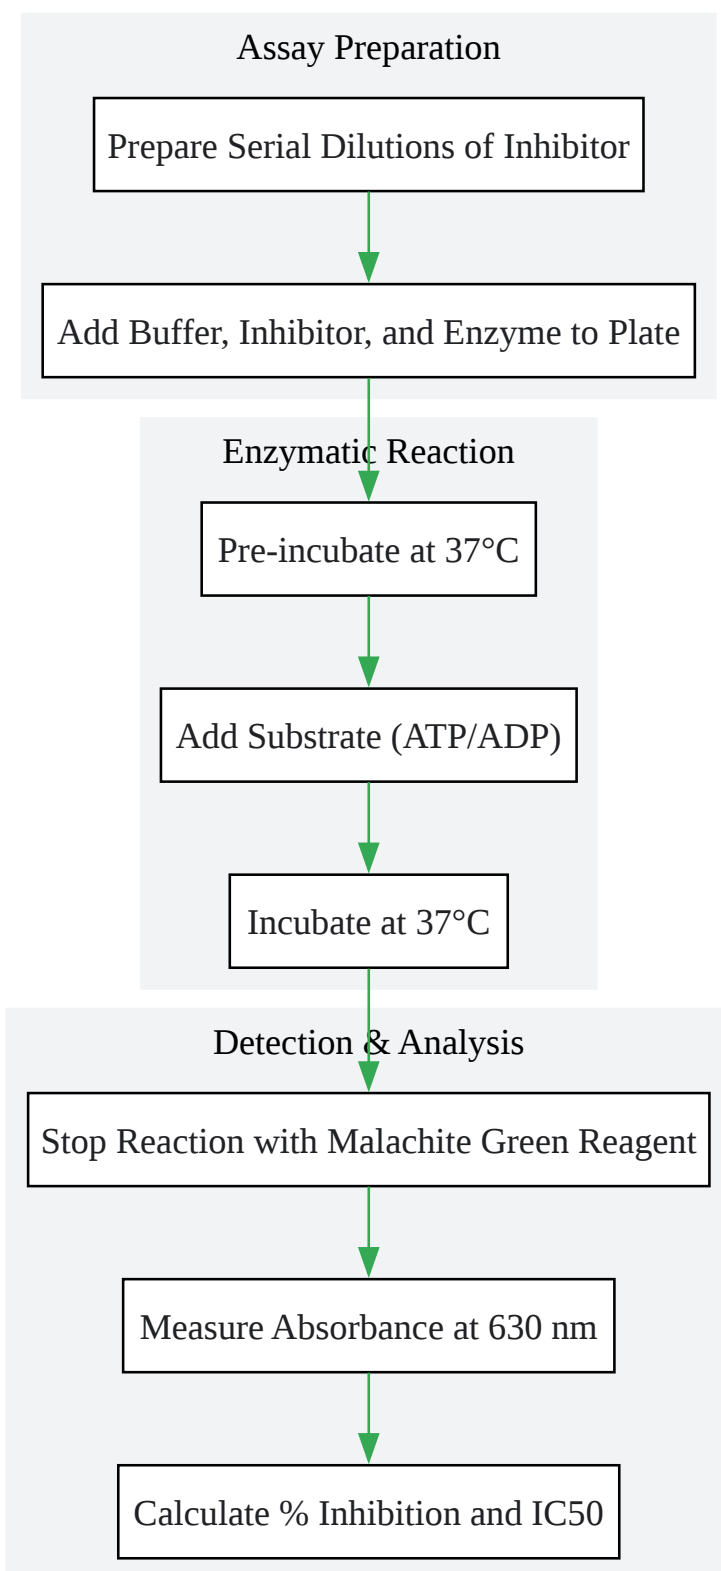 Assay Preparation
Prepare Serial Dilutions of Inhibitor
Add Buffer, Inhibitor, and Enzyme to Plate
Enzymatic Reaction
Pre-incubate at 37°C
Add Substrate (ATP/ADP)
Incubate at 37°C
Detection & Analysis
Stop Reaction with Malachite Green Reagent
Measure Absorbance at 630 nm
Calculate % Inhibition and IC50